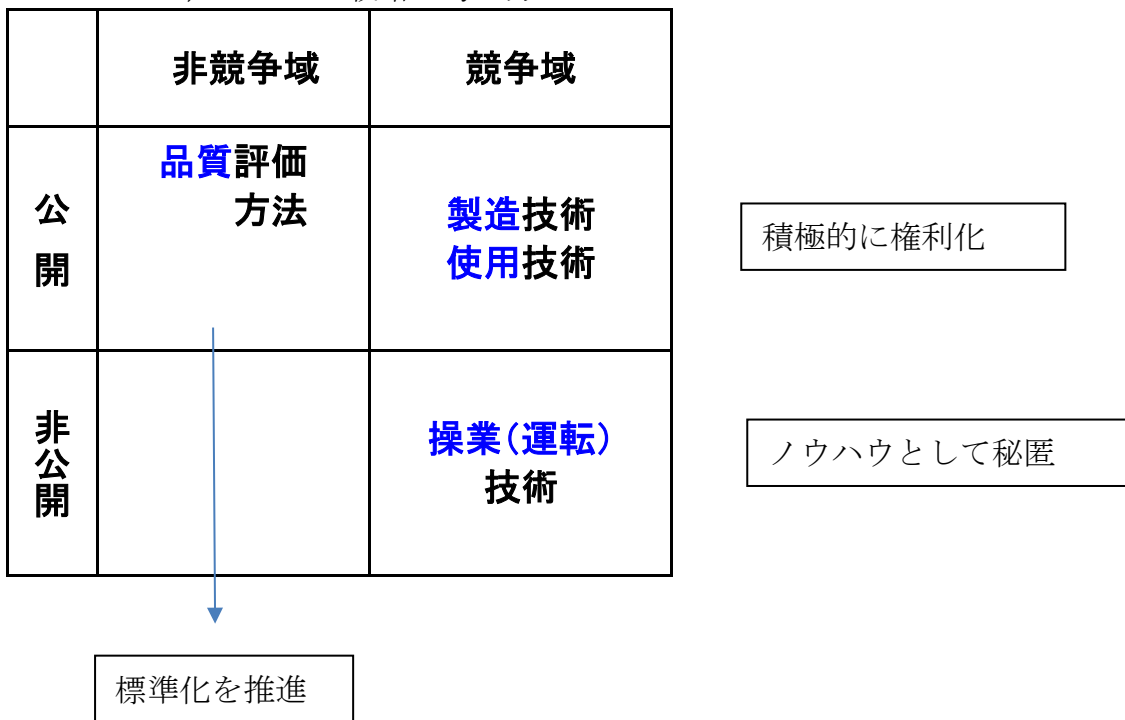 非競争域 競争域
公開
品質評価
方法
製造技術
使用技術
積極的に権利化
非公開
操業(運転)
技術
ノウハウとして秘匿
標準化を推進